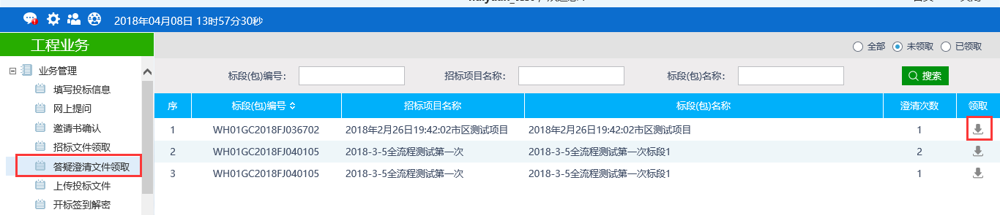 2018年04月08日 13时57分30秒
工程业务
全部 未领取 已领取
业务管理
填写投标信息
网上提问
邀请书确认
招标文件领取
答疑澄清文件领取
上传投标文件
开标签到解密
标段(包)编号: 招标项目名称: 标段(包)名称: 搜索
序 标段(包)编号 招标项目名称 标段(包)名称 澄清次数 领取
1 WH01GC2018FJ036702 2018年2月26日19:42:02市区测试项目 2018年2月26日19:42:02市区测试项目 1
2 WH01GC2018FJ040105 2018-3-5全流程测试第一次 2018-3-5全流程测试第一次标段1 2
3 WH01GC2018FJ040105 2018-3-5全流程测试第一次 2018-3-5全流程测试第一次标段1 1